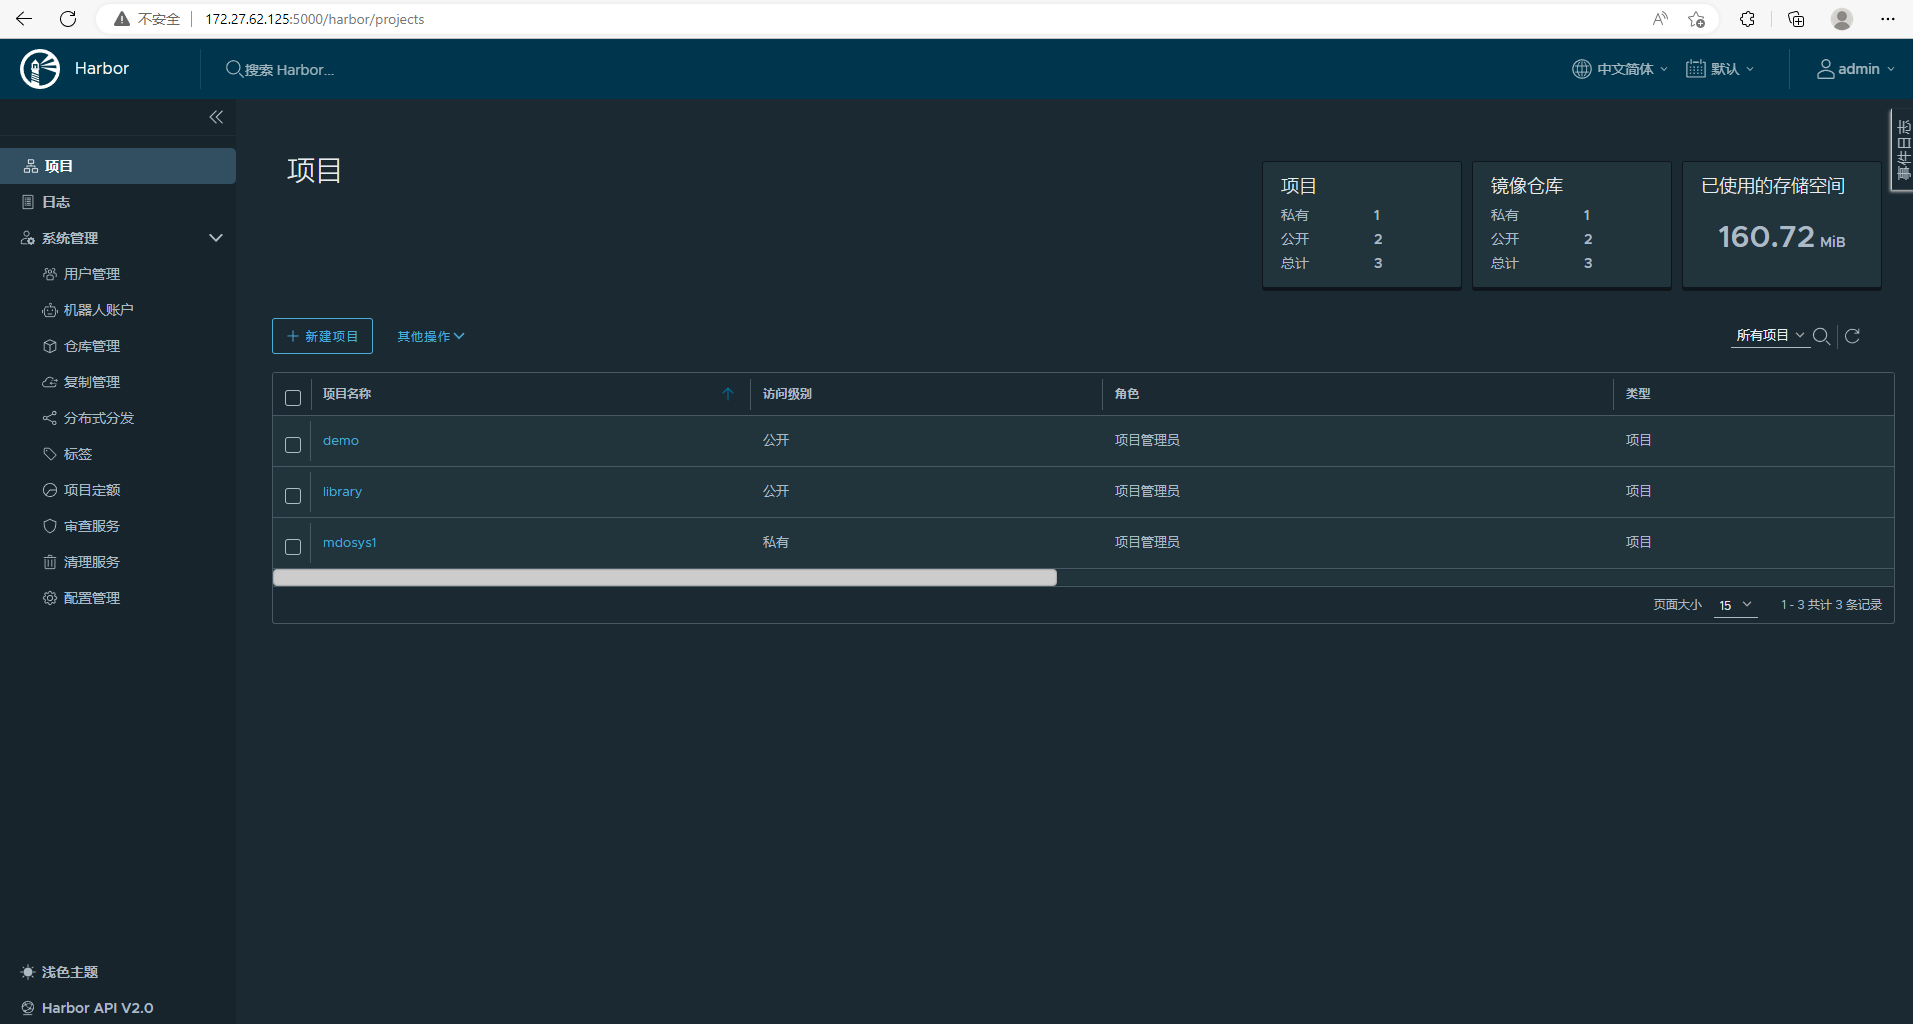 不安全 172.27.62.125:5000/harbor/projects
Harbor
搜索 Harbor...
中文简体
默认
admin
事件日志
项目
日志
系统管理
用户管理
机器人账户
仓库管理
复制管理
分布式分发
标签
项目定额
审查服务
清理服务
配置管理
浅色主题
Harbor API V2.0
项目
项目
私有 1
公开 2
总计 3
镜像仓库
私有 1
公开 2
总计 3
已使用的存储空间
160.72 MiB
新建项目
其他操作
所有项目
项目名称 访问级别 角色 类型
demo 公开 项目管理员 项目
library 公开 项目管理员 项目
mdosys1 私有 项目管理员 项目
页面大小 15 1 - 3 共计 3 条记录